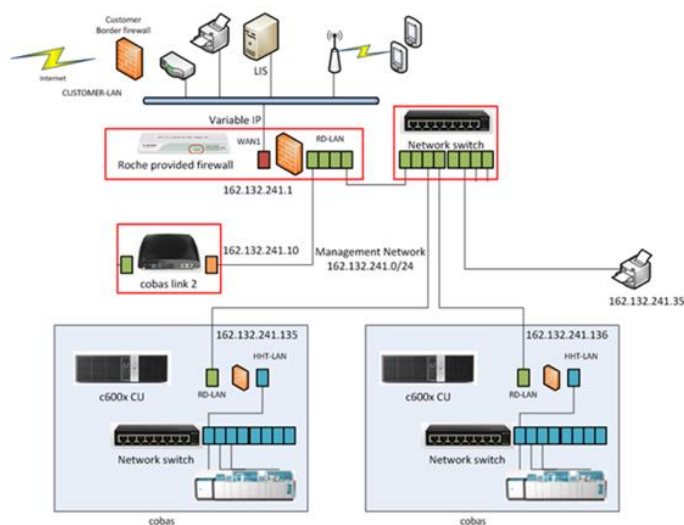 Customer
Border firewall
Internet
CUSTOMER-LAN
LIS
Variable IP
WAN1
RD-LAN
Roche provided firewall
162.132.241.1
Network switch
162.132.241.10
cobas link 2
Management Network
162.132.241.0/24
162.132.241.35
162.132.241.135
HHT-LAN
c600x CU
RD-LAN
Network switch
cobas
162.132.241.136
HHT-LAN
c600x CU
RD-LAN
Network switch
cobas